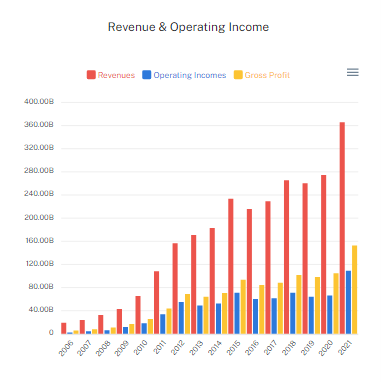 Revenue & Operating Income
Revenues Operating Incomes Gross Profit
400.00B
360.00B
320.00B
280.00B
240.00B
200.00B
160.00B
120.00B
80.00B
40.00B
0
2006 2007 2008 2009 2010 2011 2012 2013 2014 2015 2016 2017 2018 2019 2020 2021